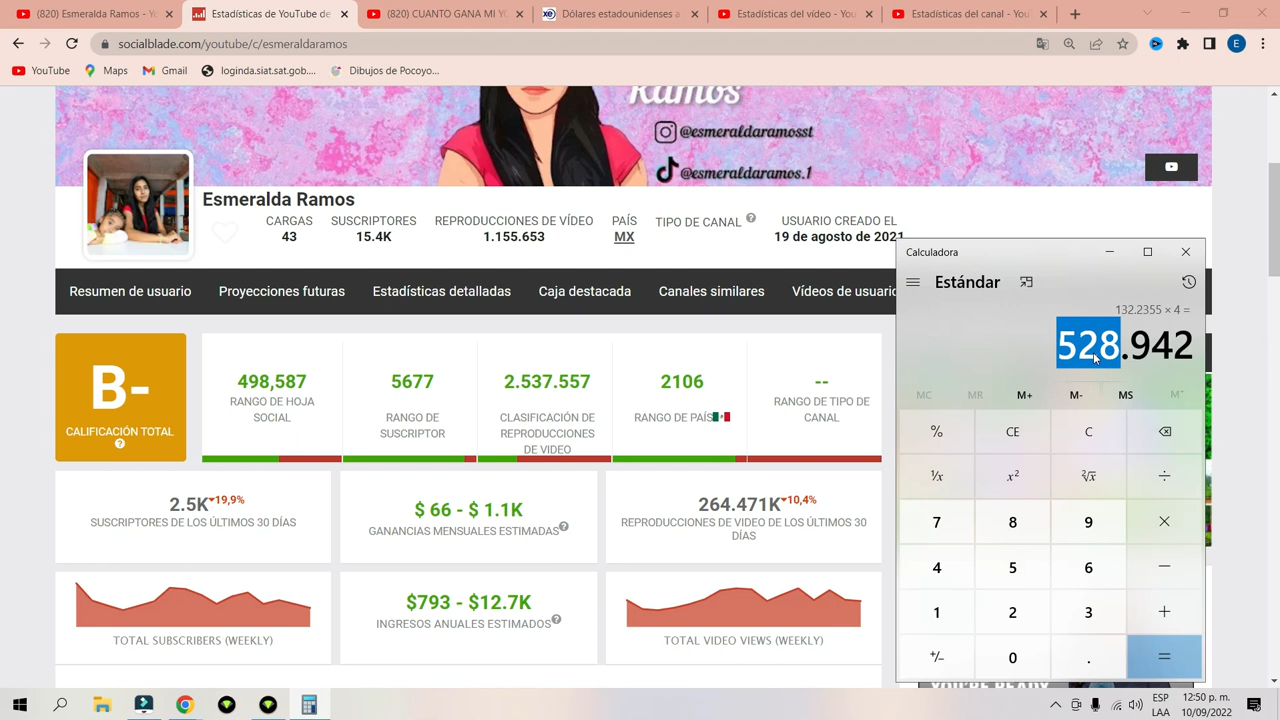 (820) Esmeralda Ramos - Yo
Estadísticas de YouTube de
(820) CUANTO GANA MI YO
Dólares estadounidenses a
Estadísticas del vídeo - You
Estadísticas del canal - You
socialblade.com/youtube/c/esmeraldaramos
E
YouTube
Maps
Gmail
loginda.siat.sat.gob....
Dibujos de Pocoyo...
Ramos
@esmeraldaramosst
@esmeraldaramos.1
Esmeralda Ramos
CARGAS
43
SUSCRIPTORES
15.4K
REPRODUCCIONES DE VÍDEO
1.155.653
PAÍS
MX
TIPO DE CANAL ?
USUARIO CREADO EL
19 de agosto de 2021
Resumen de usuario
Proyecciones futuras
Estadísticas detalladas
Caja destacada
Canales similares
Vídeos de usuario
B-
CALIFICACIÓN TOTAL
?
498,587
RANGO DE HOJA
SOCIAL
5677
RANGO DE
SUSCRIPTOR
2.537.557
CLASIFICACIÓN DE
REPRODUCCIONES
DE VIDEO
2106
RANGO DE PAÍS
--
RANGO DE TIPO DE
CANAL
2.5K 19,9%
SUSCRIPTORES DE LOS ÚLTIMOS 30 DÍAS
$ 66 - $ 1.1K
GANANCIAS MENSUALES ESTIMADAS ?
264.471K 10,4%
REPRODUCCIONES DE VIDEO DE LOS ÚLTIMOS 30
DÍAS
TOTAL SUBSCRIBERS (WEEKLY)
$793 - $12.7K
INGRESOS ANUALES ESTIMADOS ?
TOTAL VIDEO VIEWS (WEEKLY)
Calculadora
Estándar
132.2355 × 4 =
528.942
MC MR M+ M- MS M˅
% CE C
¹/x x² ²√x ÷
7 8 9 ×
4 5 6 −
1 2 3 +
+/− 0 . =
YOU'RE READY
ESP
LAA
12:50 p. m.
10/09/2022